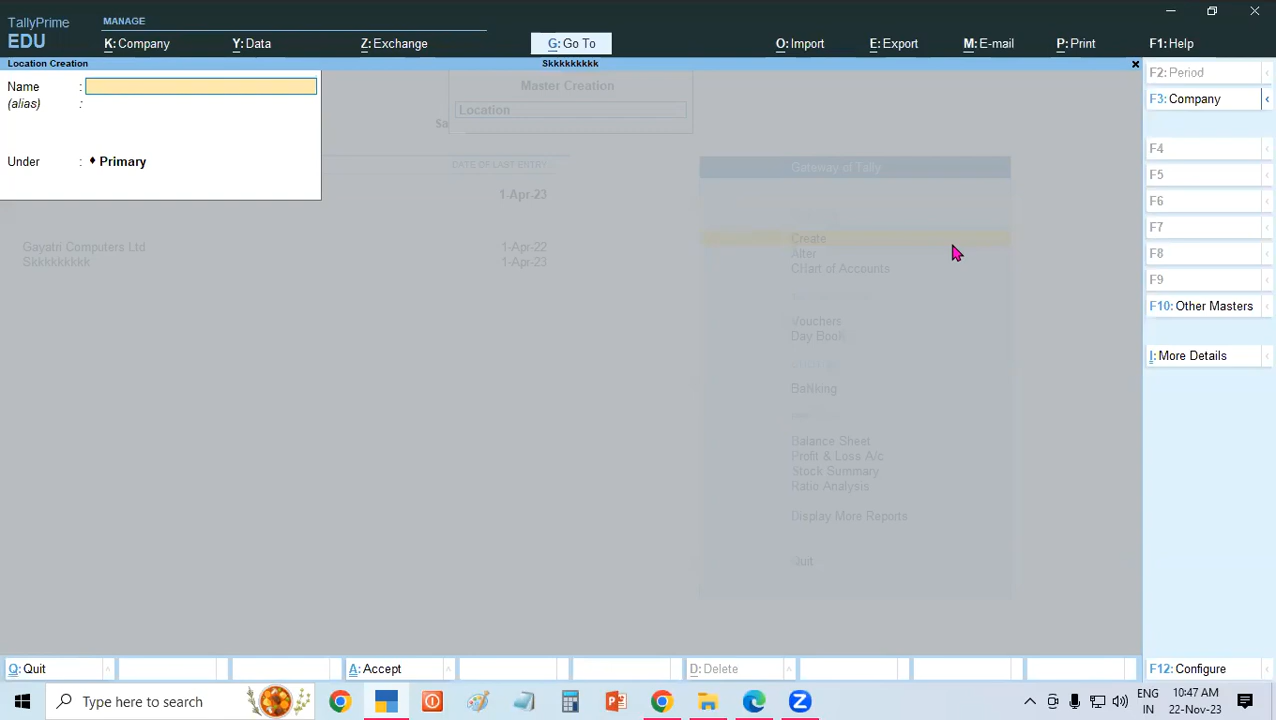 TallyPrime
EDU
MANAGE
K: Company
Y: Data
Z: Exchange
G: Go To
O: Import
E: Export
M: E-mail
P: Print
F1: Help
Location Creation
Skkkkkkkkk
Name :
(alias) :
Under : ♦ Primary
Master Creation
Location
Sa
DATE OF LAST ENTRY
1-Apr-23
Gayatri Computers Ltd 1-Apr-22
Skkkkkkkkk 1-Apr-23
Gateway of Tally
Create
Alter
CHart of Accounts
Vouchers
Day BooK
BaNking
Balance Sheet
Profit & Loss A/c
Stock Summary
Ratio Analysis
Display More Reports
Quit
F2: Period
F3: Company
F4
F5
F6
F7
F8
F9
F10: Other Masters
I: More Details
Q: Quit
A: Accept
D: Delete
F12: Configure
Type here to search
ENG
IN
10:47 AM
22-Nov-23